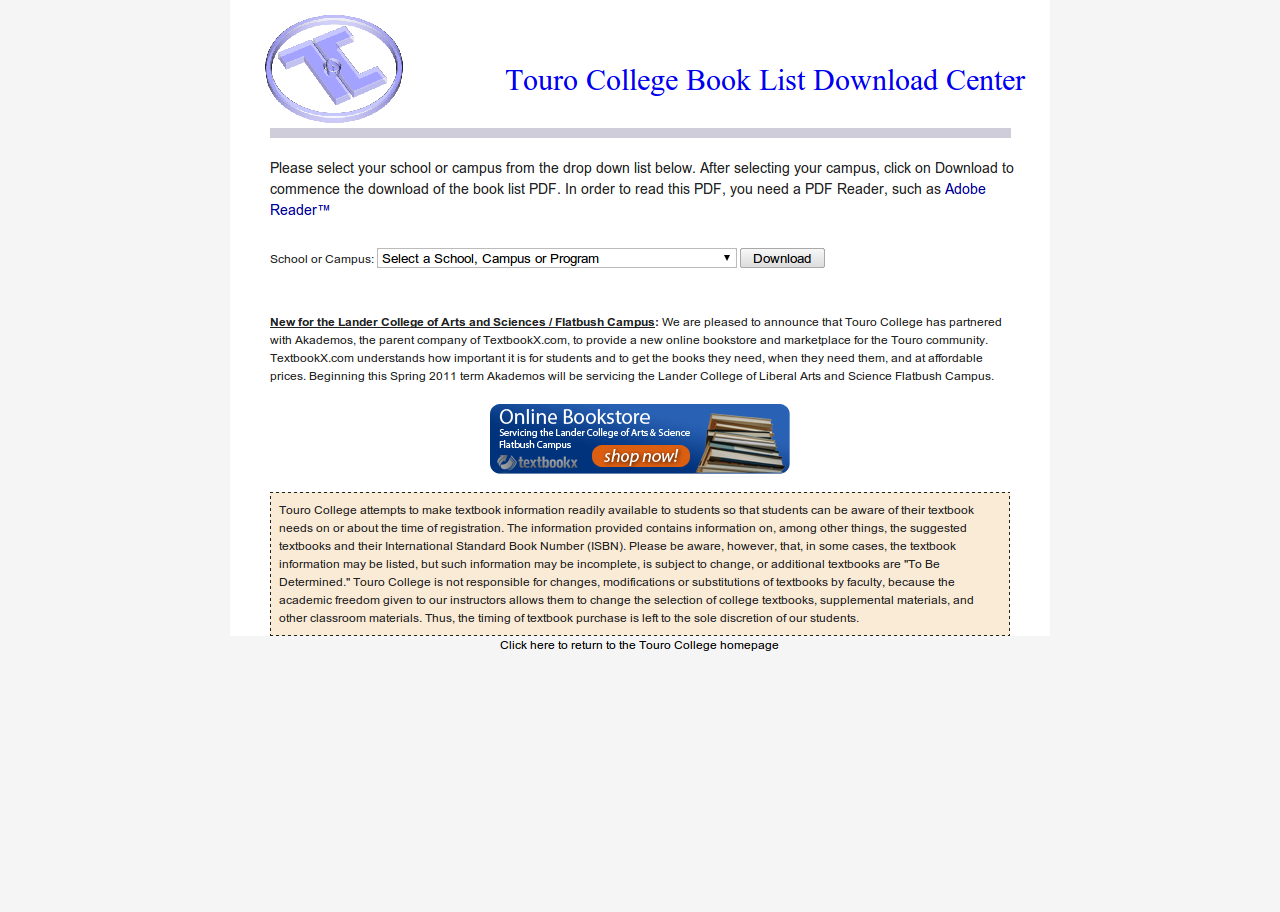 Touro College Book List Download Center
Please select your school or campus from the drop down list below. After selecting your campus, click on Download to
commence the download of the book list PDF. In order to read this PDF, you need a PDF Reader, such as Adobe
Reader™
School or Campus: Select a School, Campus or Program ▼ Download
New for the Lander College of Arts and Sciences / Flatbush Campus: We are pleased to announce that Touro College has partnered
with Akademos, the parent company of TextbookX.com, to provide a new online bookstore and marketplace for the Touro community.
TextbookX.com understands how important it is for students and to get the books they need, when they need them, and at affordable
prices. Beginning this Spring 2011 term Akademos will be servicing the Lander College of Liberal Arts and Science Flatbush Campus.
Online Bookstore
Servicing the Lander College of Arts & Science
Flatbush Campus
textbookx shop now!
Touro College attempts to make textbook information readily available to students so that students can be aware of their textbook
needs on or about the time of registration. The information provided contains information on, among other things, the suggested
textbooks and their International Standard Book Number (ISBN). Please be aware, however, that, in some cases, the textbook
information may be listed, but such information may be incomplete, is subject to change, or additional textbooks are "To Be
Determined." Touro College is not responsible for changes, modifications or substitutions of textbooks by faculty, because the
academic freedom given to our instructors allows them to change the selection of college textbooks, supplemental materials, and
other classroom materials. Thus, the timing of textbook purchase is left to the sole discretion of our students.
Click here to return to the Touro College homepage